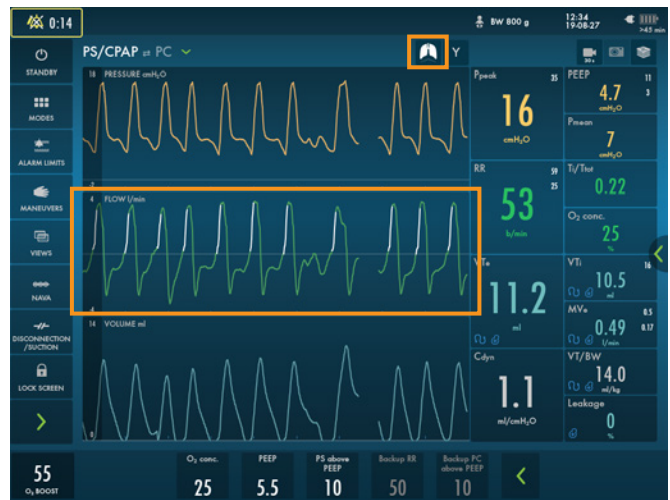 0:14
BW 800 g
12:34
19-08-27
>45 min
STANDBY
PS/CPAP ⇌ PC
Y
30s
MODES
ALARM LIMITS
MANEUVERS
VIEWS
NAVA
DISCONNECTION
/SUCTION
LOCK SCREEN
18 PRESSURE cmH₂O
-2
4 FLOW l/min
-4
14 VOLUME ml
0
Ppeak 35
16
cmH₂O
RR 59
25
53
b/min
VTe
11.2
ml
Cdyn
1.1
ml/cmH₂O
PEEP 11
4.7 3
cmH₂O
Pmean
7
cmH₂O
Ti/Ttot
0.22
O₂ conc.
25
%
VTi 16
10.5
ml
MVe 0.5
0.49 0.17
l/min
VT/BW
14.0
ml/kg
Leakage
0
%
55
O₂ BOOST
O₂ conc.
25
PEEP
5.5
PS above
PEEP
10
Backup RR
50
Backup PC
above PEEP
10